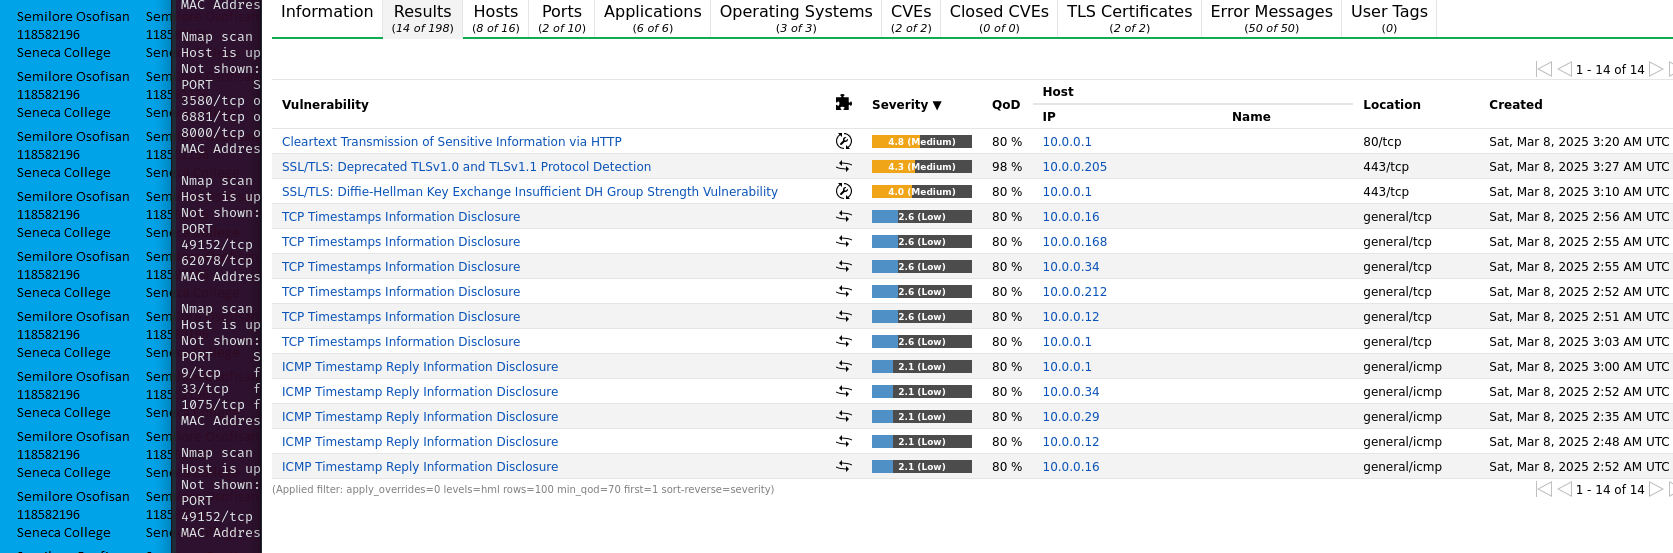 Semilore Osofisan
118582196
Seneca College
Semilore Osofisan
118582196
Seneca College
Semilore Osofisan
118582196
Seneca College
Semilore Osofisan
118582196
Seneca College
Semilore Osofisan
118582196
Seneca College
Semilore Osofisan
118582196
Seneca College
Semilore Osofisan
118582196
Seneca College
Semilore Osofisan
118582196
Seneca College
Semilore Osofisan
118582196
Seneca College
MAC Addres
Nmap scan
Host is up
Not shown:
PORT S
3580/tcp o
6881/tcp o
8000/tcp o
MAC Addres
Nmap scan
Host is up
Not shown:
PORT
49152/tcp
62078/tcp
MAC Addres
Nmap scan
Host is up
Not shown:
PORT S
9/tcp f
33/tcp f
1075/tcp f
MAC Addres
Nmap scan
Host is up
Not shown:
PORT
49152/tcp
MAC Addres
Information Results Hosts Ports Applications Operating Systems CVEs Closed CVEs TLS Certificates Error Messages User Tags
(14 of 198) (8 of 16) (2 of 10) (6 of 6) (3 of 3) (2 of 2) (0 of 0) (2 of 2) (50 of 50) (0)
1 - 14 of 14
Vulnerability Severity ▼ QoD Host Location Created
IP Name
Cleartext Transmission of Sensitive Information via HTTP 4.8 (Medium) 80 % 10.0.0.1 80/tcp Sat, Mar 8, 2025 3:20 AM UTC
SSL/TLS: Deprecated TLSv1.0 and TLSv1.1 Protocol Detection 4.3 (Medium) 98 % 10.0.0.205 443/tcp Sat, Mar 8, 2025 3:27 AM UTC
SSL/TLS: Diffie-Hellman Key Exchange Insufficient DH Group Strength Vulnerability 4.0 (Medium) 80 % 10.0.0.1 443/tcp Sat, Mar 8, 2025 3:10 AM UTC
TCP Timestamps Information Disclosure 2.6 (Low) 80 % 10.0.0.16 general/tcp Sat, Mar 8, 2025 2:56 AM UTC
TCP Timestamps Information Disclosure 2.6 (Low) 80 % 10.0.0.168 general/tcp Sat, Mar 8, 2025 2:55 AM UTC
TCP Timestamps Information Disclosure 2.6 (Low) 80 % 10.0.0.34 general/tcp Sat, Mar 8, 2025 2:55 AM UTC
TCP Timestamps Information Disclosure 2.6 (Low) 80 % 10.0.0.212 general/tcp Sat, Mar 8, 2025 2:52 AM UTC
TCP Timestamps Information Disclosure 2.6 (Low) 80 % 10.0.0.12 general/tcp Sat, Mar 8, 2025 2:51 AM UTC
TCP Timestamps Information Disclosure 2.6 (Low) 80 % 10.0.0.1 general/tcp Sat, Mar 8, 2025 3:03 AM UTC
ICMP Timestamp Reply Information Disclosure 2.1 (Low) 80 % 10.0.0.1 general/icmp Sat, Mar 8, 2025 3:00 AM UTC
ICMP Timestamp Reply Information Disclosure 2.1 (Low) 80 % 10.0.0.34 general/icmp Sat, Mar 8, 2025 2:52 AM UTC
ICMP Timestamp Reply Information Disclosure 2.1 (Low) 80 % 10.0.0.29 general/icmp Sat, Mar 8, 2025 2:35 AM UTC
ICMP Timestamp Reply Information Disclosure 2.1 (Low) 80 % 10.0.0.12 general/icmp Sat, Mar 8, 2025 2:48 AM UTC
ICMP Timestamp Reply Information Disclosure 2.1 (Low) 80 % 10.0.0.16 general/icmp Sat, Mar 8, 2025 2:52 AM UTC
(Applied filter: apply_overrides=0 levels=hml rows=100 min_qod=70 first=1 sort-reverse=severity)
1 - 14 of 14